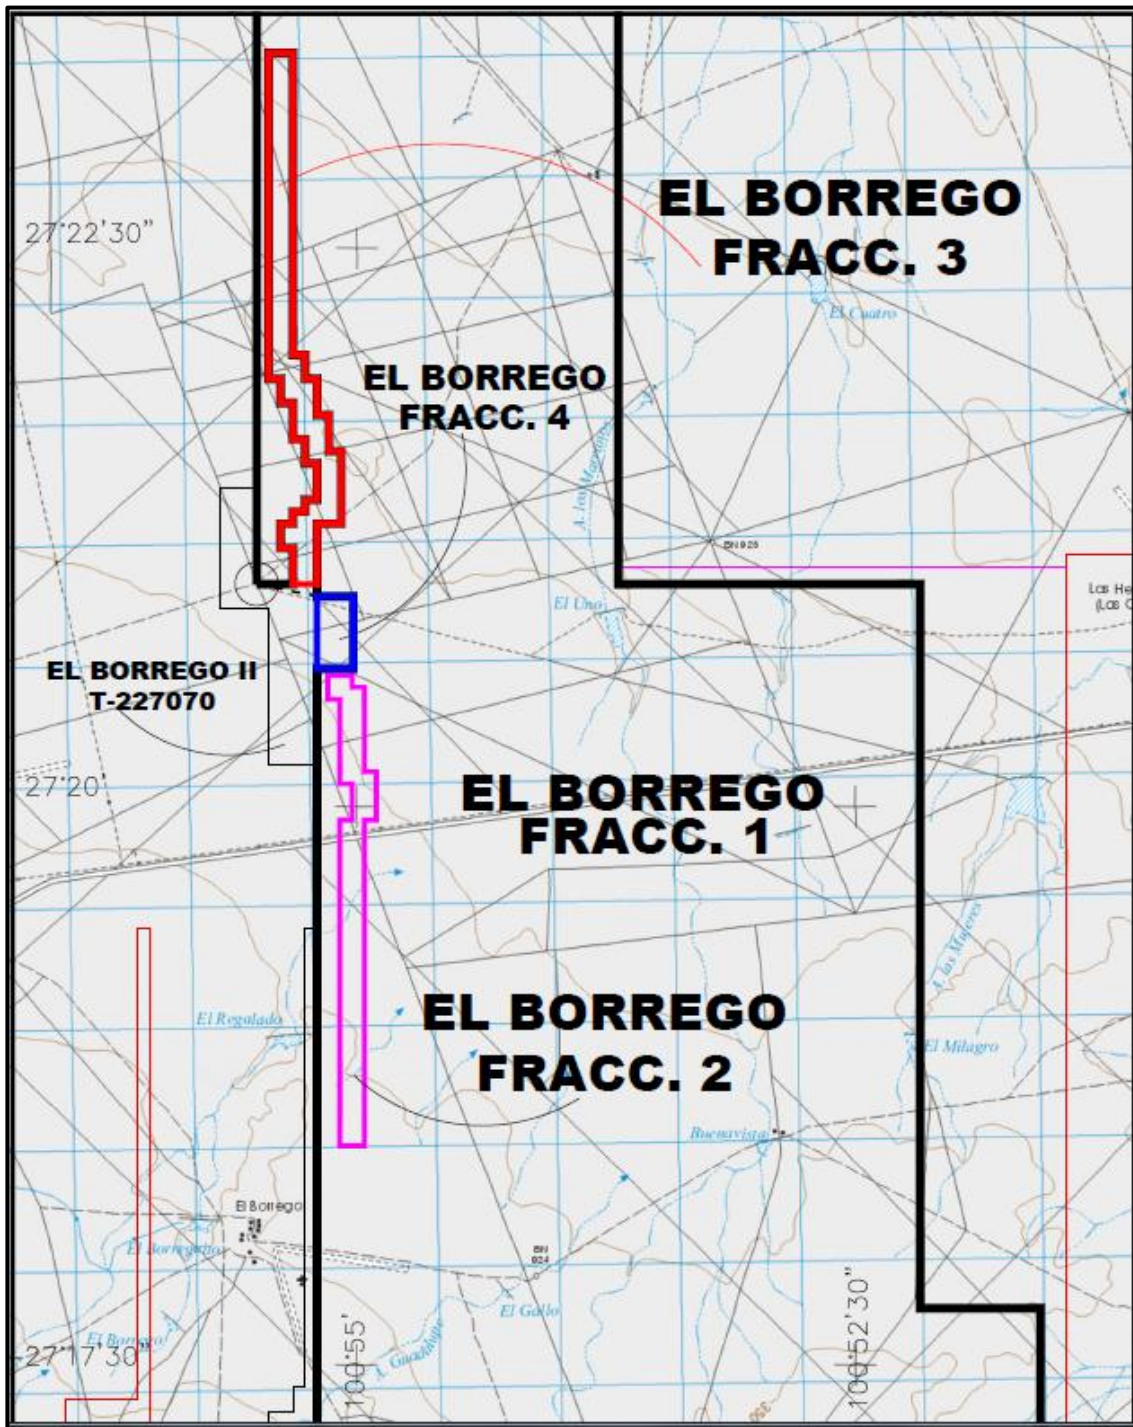 EL BORREGO
FRACC. 3
27°22'30"
El Cuatro
EL BORREGO
FRACC. 4
BN 925
Las He
(Las C
El Uno
EL BORREGO II
T-227070
27°20'
EL BORREGO
FRACC. 1
A. las Mujeres
El Regalado
EL BORREGO
FRACC. 2
El Milagro
Buenavista
El Borrego
El Borreguito
BN
924
El Gallo
El Borrego
A. Guadalupe
100°55'
100°52'30"
27°17'30"
350